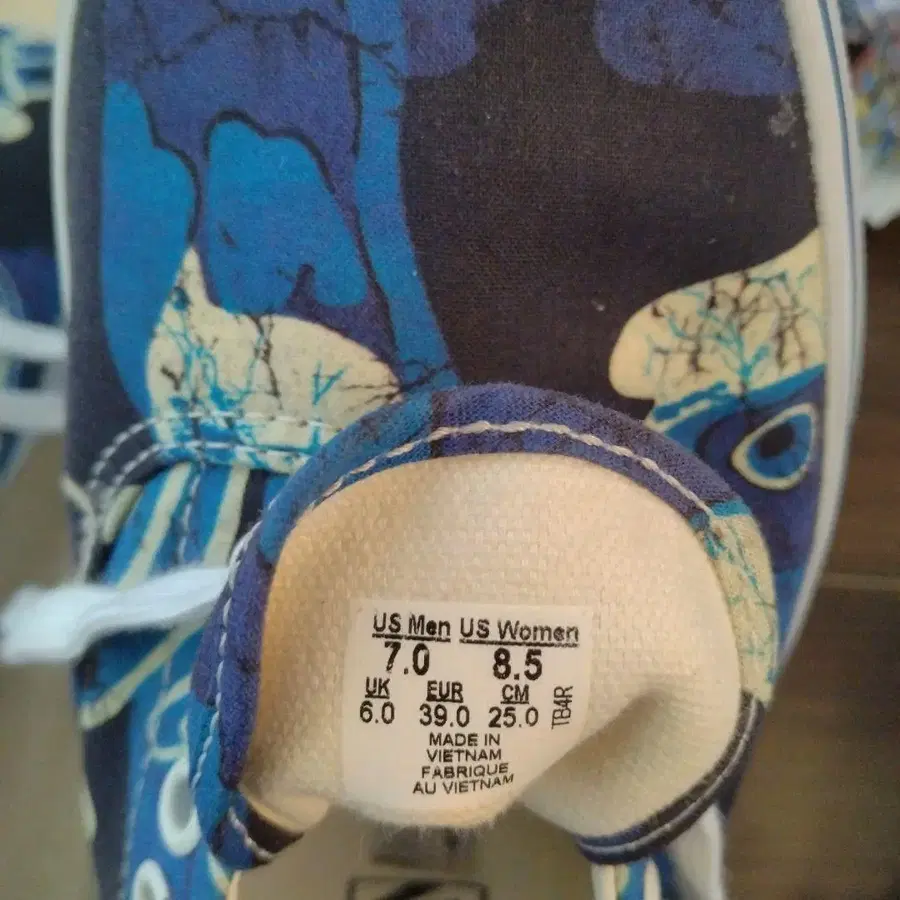 US Men US Women
7.0 8.5
UK EUR CM
6.0 39.0 25.0
TB4R
MADE IN
VIETNAM
FABRIQUE
AU VIETNAM